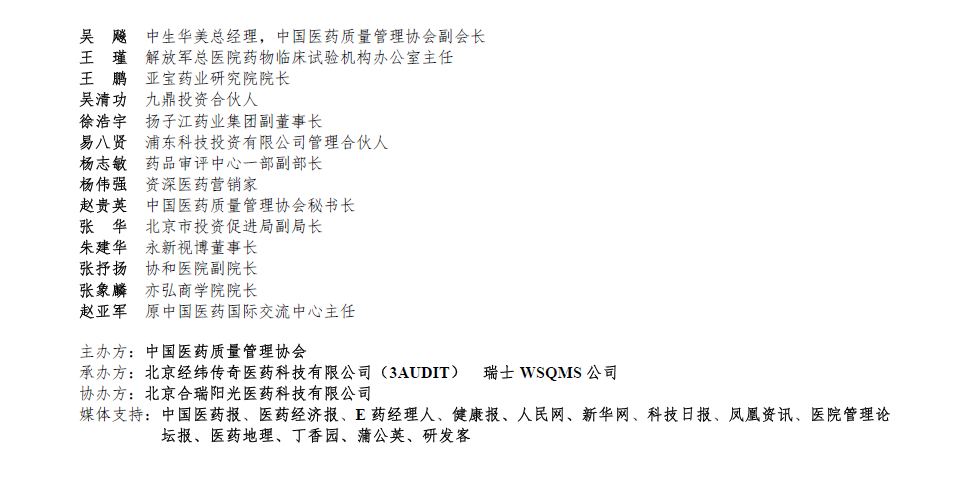 吴　飚　中生华美总经理，中国医药质量管理协会副会长
王　瑾　解放军总医院药物临床试验机构办公室主任
王　鹏　亚宝药业研究院院长
吴清功　九鼎投资合伙人
徐浩宇　扬子江药业集团副董事长
易八贤　浦东科技投资有限公司管理合伙人
杨志敏　药品审评中心一部副部长
杨伟强　资深医药营销家
赵贵英　中国医药质量管理协会秘书长
张　华　北京市投资促进局副局长
朱建华　永新视博董事长
张抒扬　协和医院副院长
张象麟　亦弘商学院院长
赵亚军　原中国医药国际交流中心主任
主办方：中国医药质量管理协会
承办方：北京经纬传奇医药科技有限公司（3AUDIT）　瑞士 WSQMS 公司
协办方：北京合瑞阳光医药科技有限公司
媒体支持：中国医药报、医药经济报、E 药经理人、健康报、人民网、新华网、科技日报、凤凰资讯、医院管理论
坛报、医药地理、丁香园、蒲公英、研发客